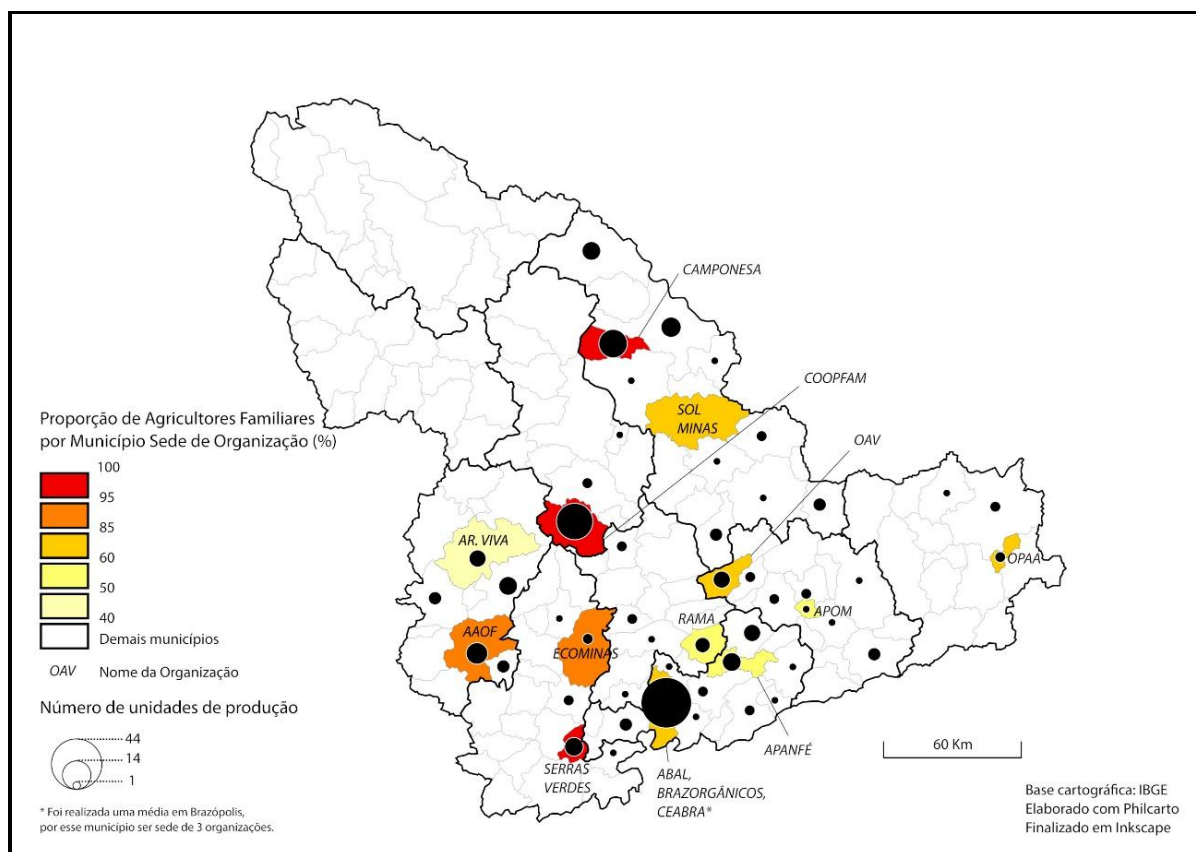 CAMPONESA
COOPFAM
SOL
MINAS
OAV
AR. VIVA
OPAA
APOM
RAMA
AAOF
ECOMINAS
APANFÉ
SERRAS
VERDES
ABAL,
BRAZORGÂNICOS,
CEABRA*
Proporção de Agricultores Familiares
por Município Sede de Organização (%)
100
95
85
60
50
40
Demais municípios
OAV Nome da Organização
Número de unidades de produção
44
14
1
* Foi realizada uma média em Brazópolis,
por esse município ser sede de 3 organizações.
60 Km
Base cartográfica: IBGE
Elaborado com Philcarto
Finalizado em Inkscape